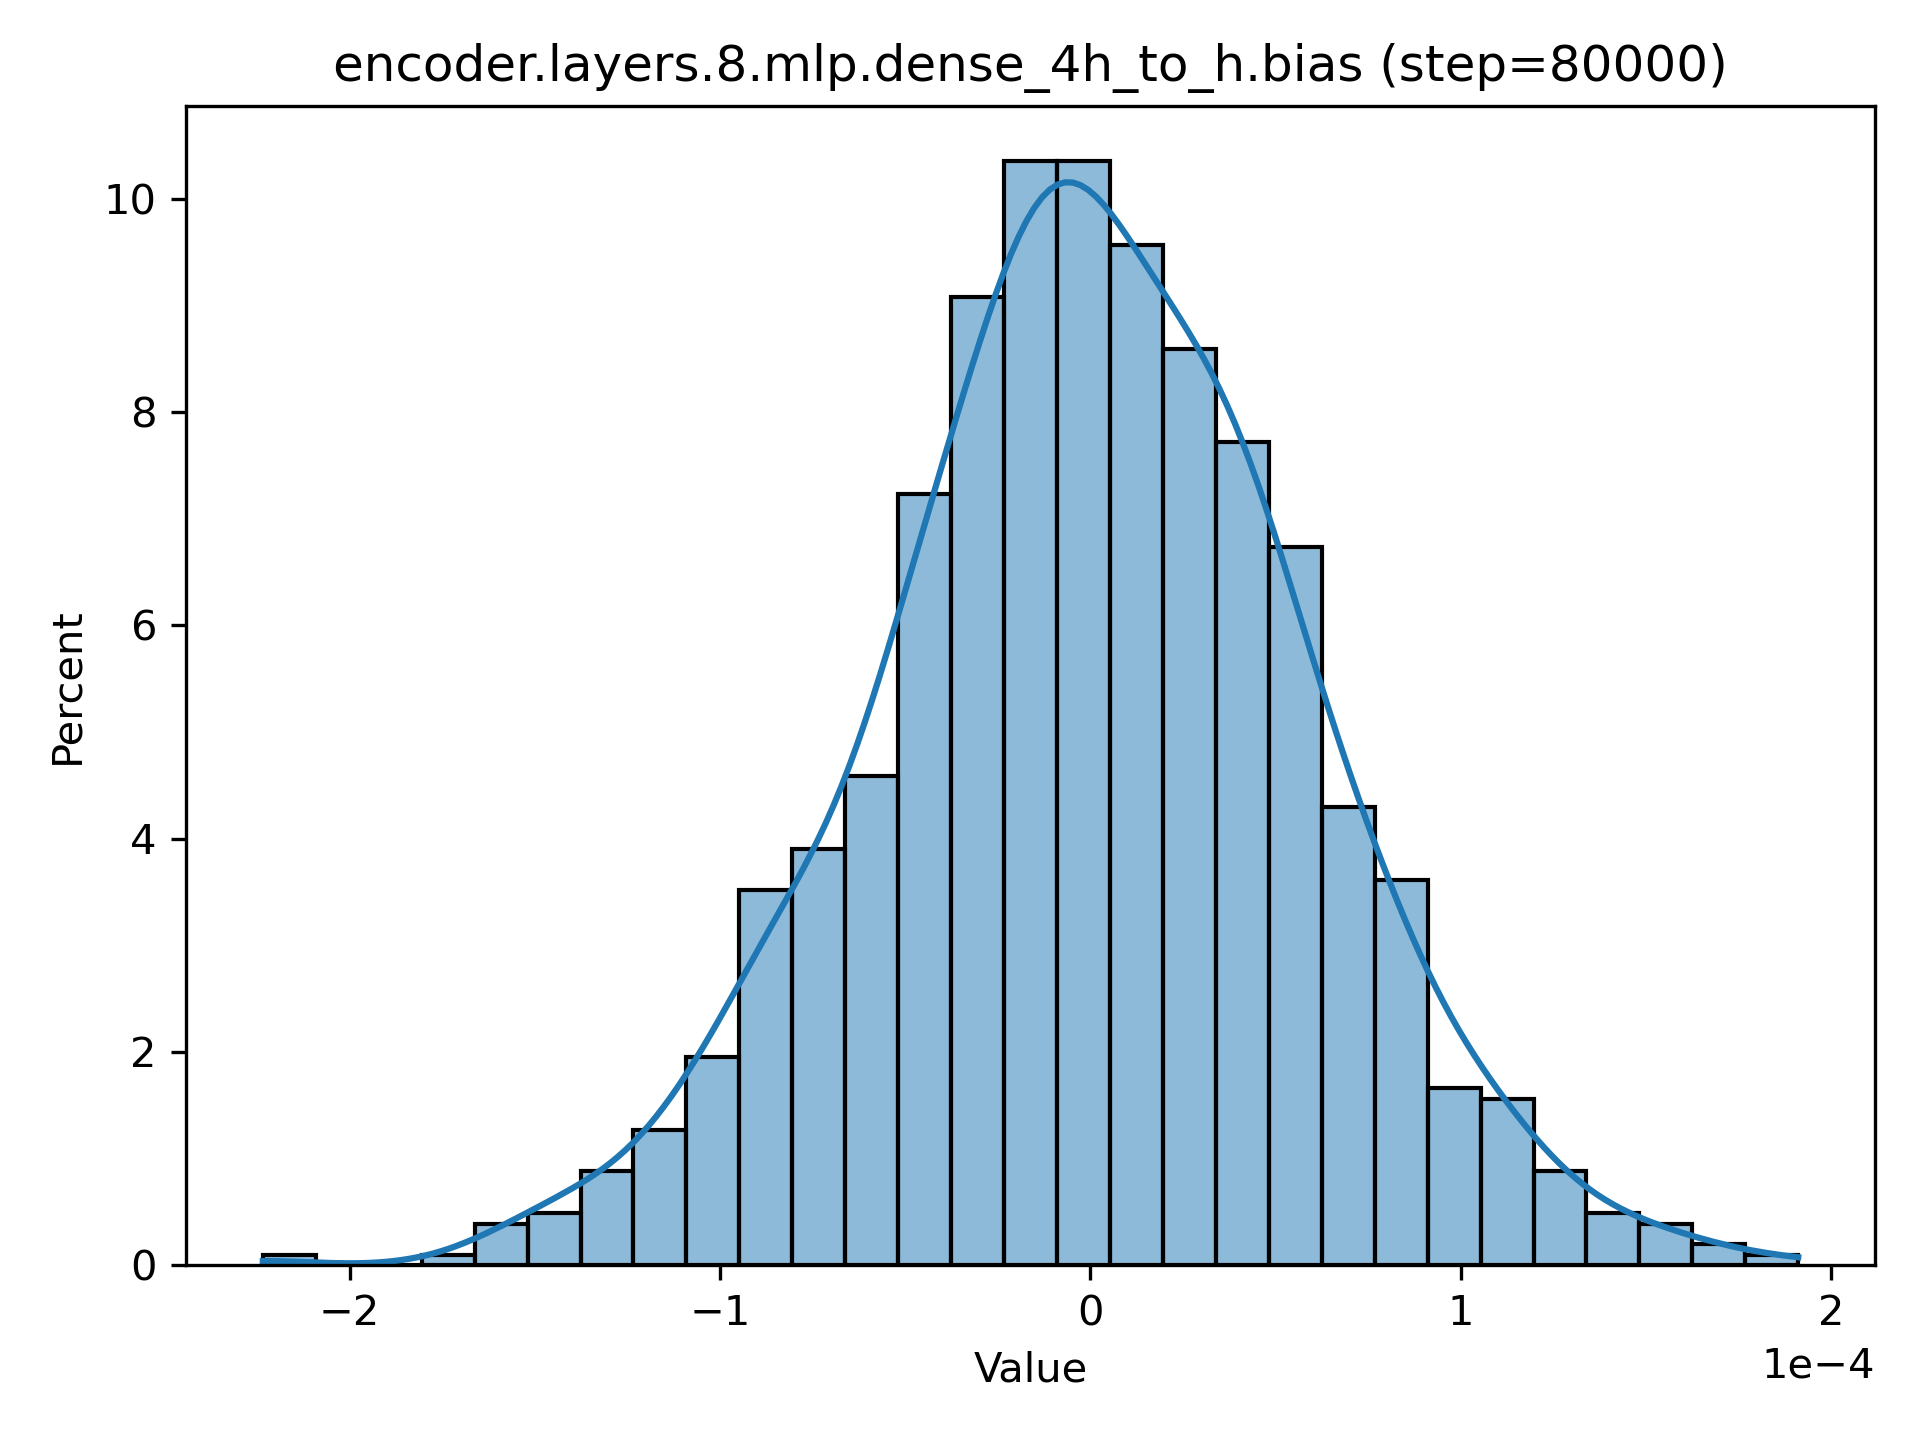 encoder.layers.8.mlp.dense_4h_to_h.bias (step=80000)
Percent
10
8
6
4
2
0
−2
−1
0
1
2
1e−4
Value